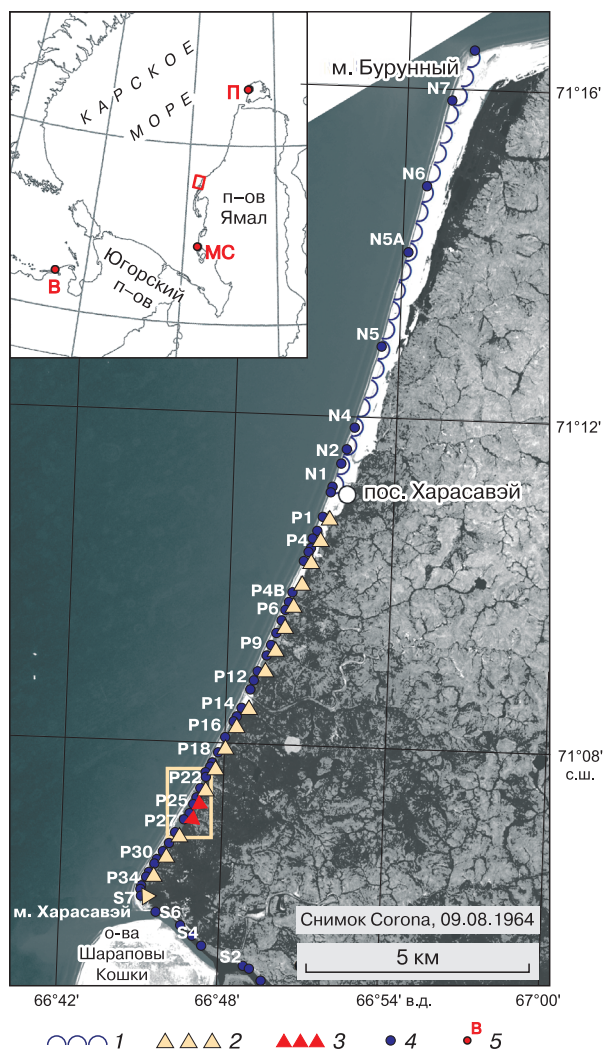 КАРСКОЕ
МОРЕ
П
п–ов
Ямал
МС
Югорский
п–ов
В
м. Бурунный
N7
71°16'
N6
N5A
N5
N4
71°12'
N2
N1
пос. Харасавэй
P1
P4
P4B
P6
P9
P12
P14
P16
P18
71°08'
с.ш.
P22
P25
P27
P30
P34
S7
м. Харасавэй
S6
S4
о-ва
Шараповы
Кошки
S2
Снимок Corona, 09.08.1964
5 км
66°42' 66°48' 66°54' в.д. 67°00'
1 2 3 4 В 5